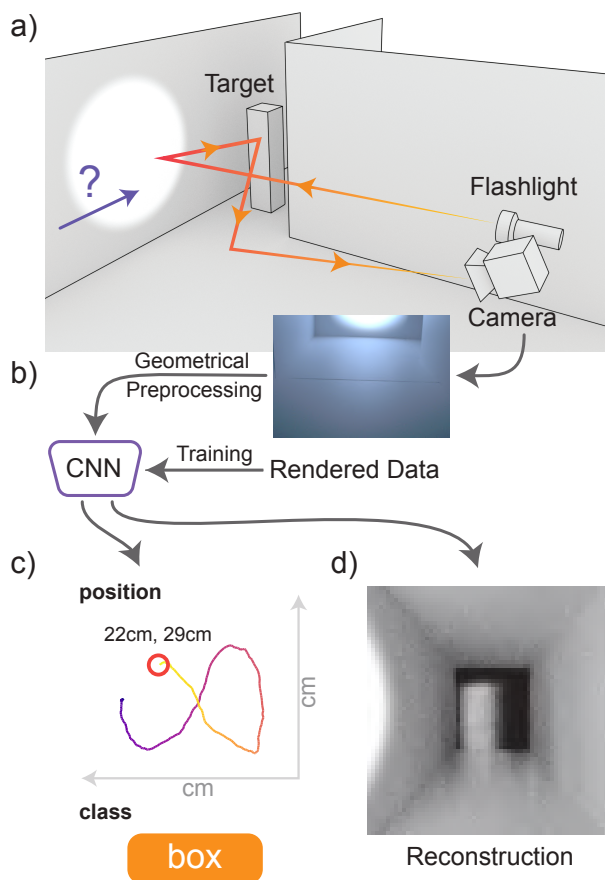 a)
Target
?
Flashlight
Camera
b)
Geometrical
Preprocessing
CNN
Training
Rendered Data
c)
d)
position
22cm, 29cm
cm
cm
class
box
Reconstruction